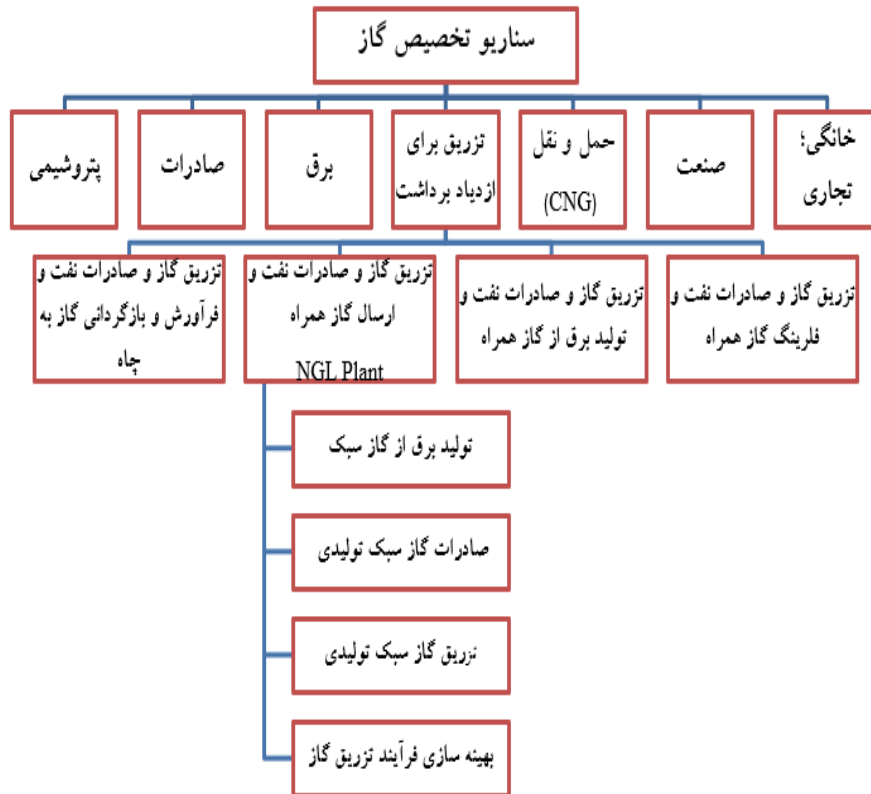 سناریو تخصیص گاز
خانگی؛
تجاری
صنعت
حمل و نقل
(CNG)
تزریق برای
ازدیاد برداشت
برق
صادرات
پتروشیمی
تزریق گاز و صادرات نفت و
فلرینگ گاز همراه
تزریق گاز و صادرات نفت و
تولید برق از گاز همراه
تزریق گاز و صادرات نفت و
ارسال گاز همراه
NGL Plant
تزریق گاز و صادرات نفت و
فرآورش و بازگردانی گاز به
چاه
تولید برق از گاز سبک
صادرات گاز سبک تولیدی
تزریق گاز سبک تولیدی
بهینه سازی فرآیند تزریق گاز